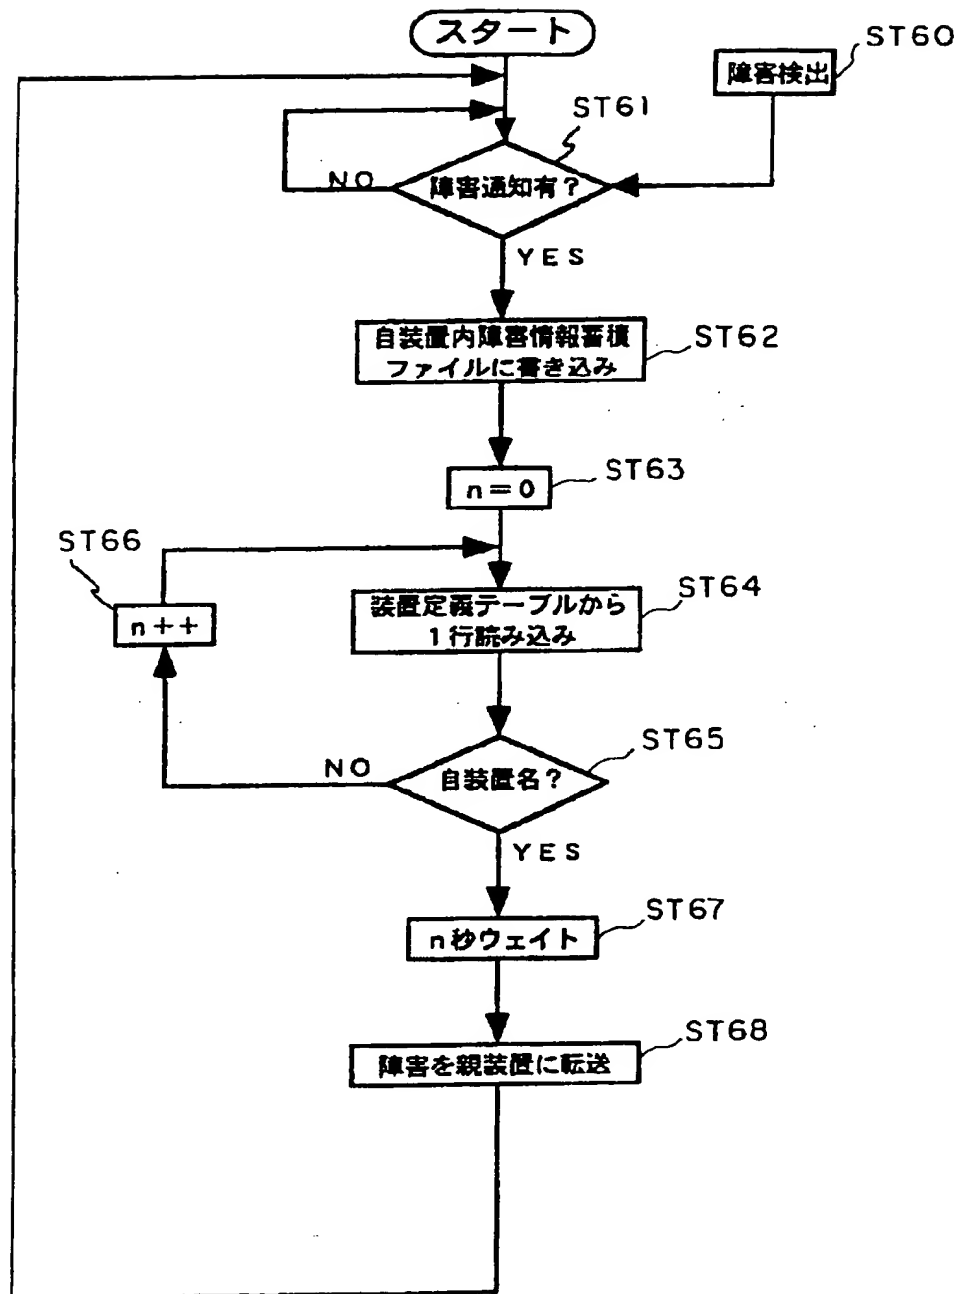 スタート
ST60
障害検出
ST61
障害通知有？
NO
YES
自装置内障害情報蓄積
ファイルに書き込み
ST62
n＝0
ST63
ST66
n＋＋
装置定義テーブルから
1行読み込み
ST64
自装置名？
ST65
NO
YES
n秒ウェイト
ST67
障害を親装置に転送
ST68